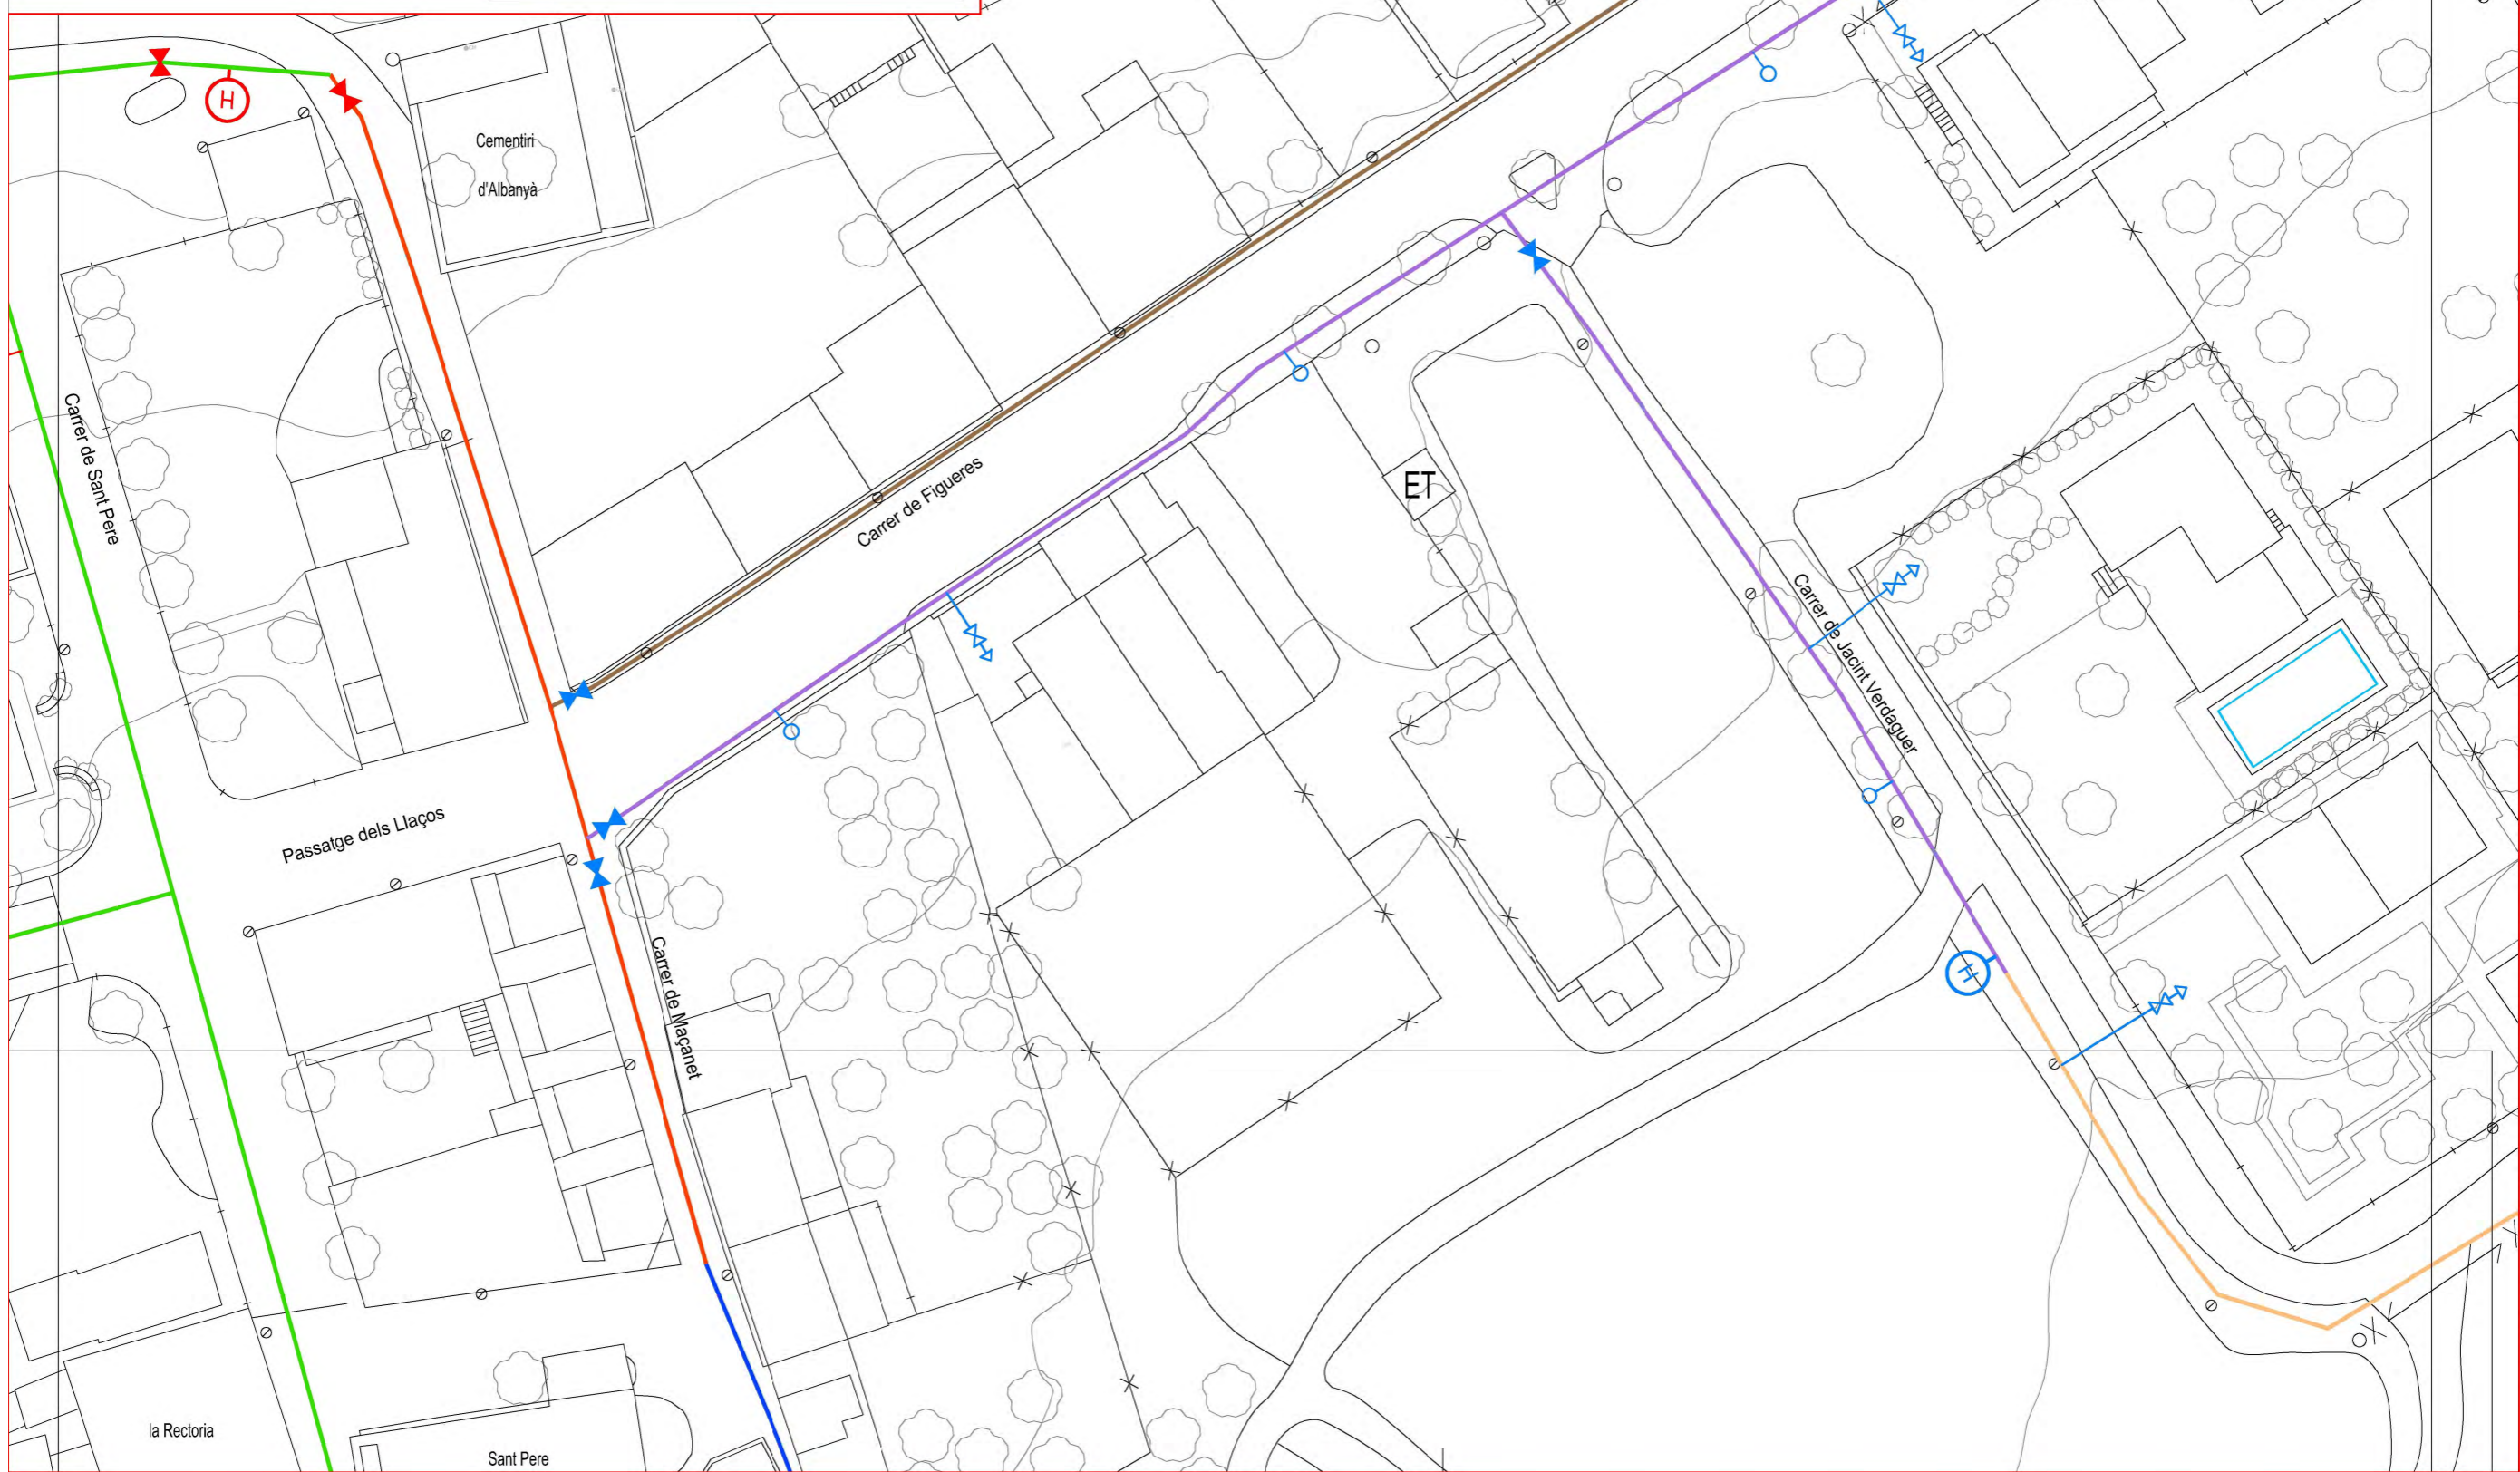 H
Cementiri
d'Albanyà
Carrer de Sant Pere
Carrer de Figueres
ET
Carrer de Jacint Verdaguer
Passatge dels Llaços
Carrer de Maçanet
H
la Rectoria
Sant Pere